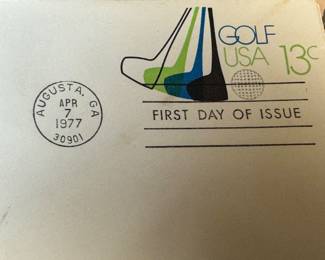 GOLF
USA 13c
AUGUSTA, GA
APR
7
1977
30901
FIRST DAY OF ISSUE